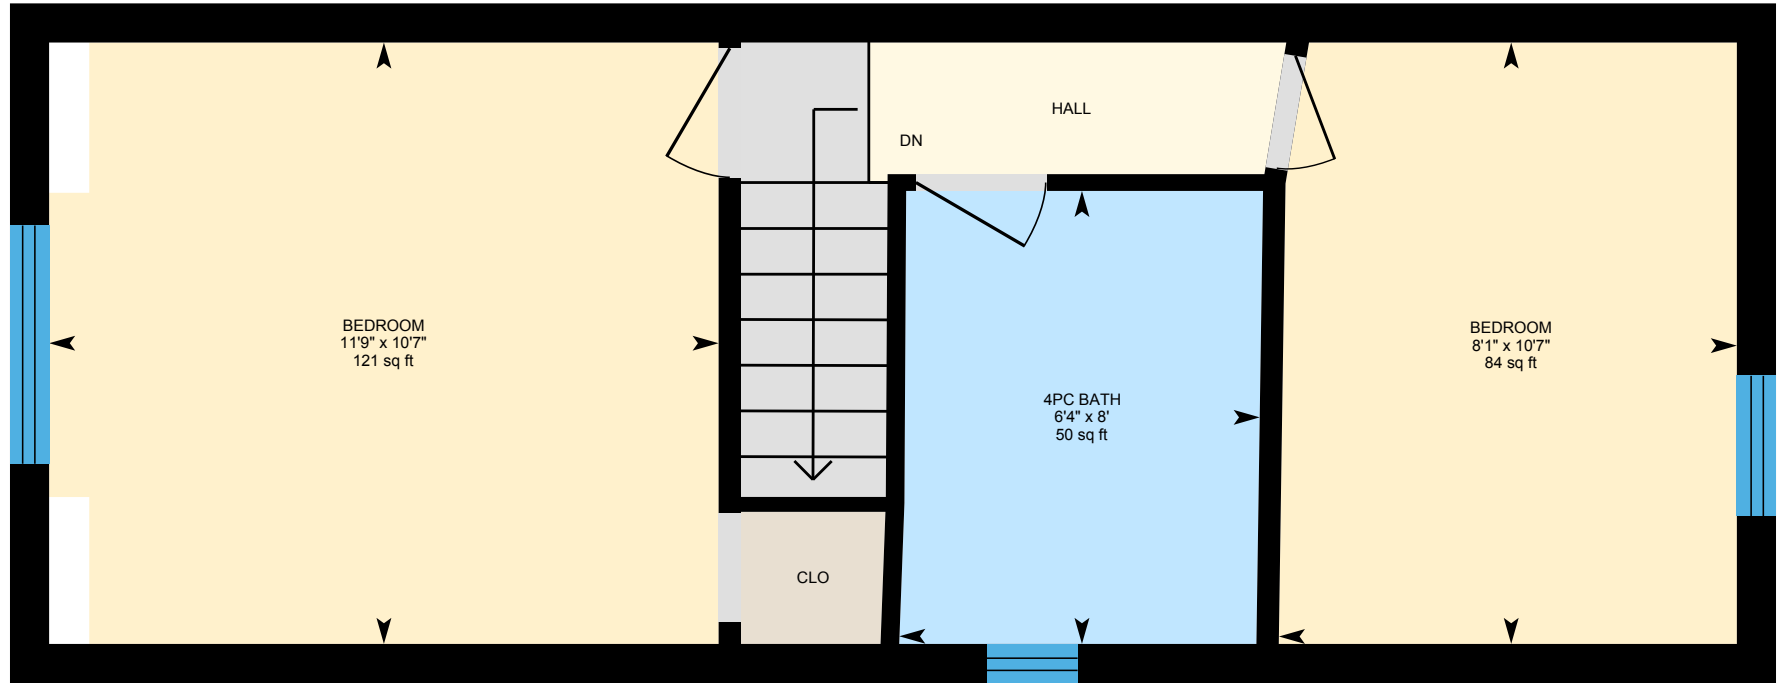 HALL
DN
BEDROOM
11'9" x 10'7"
121 sq ft
BEDROOM
8'1" x 10'7"
84 sq ft
4PC BATH
6'4" x 8'
50 sq ft
CLO